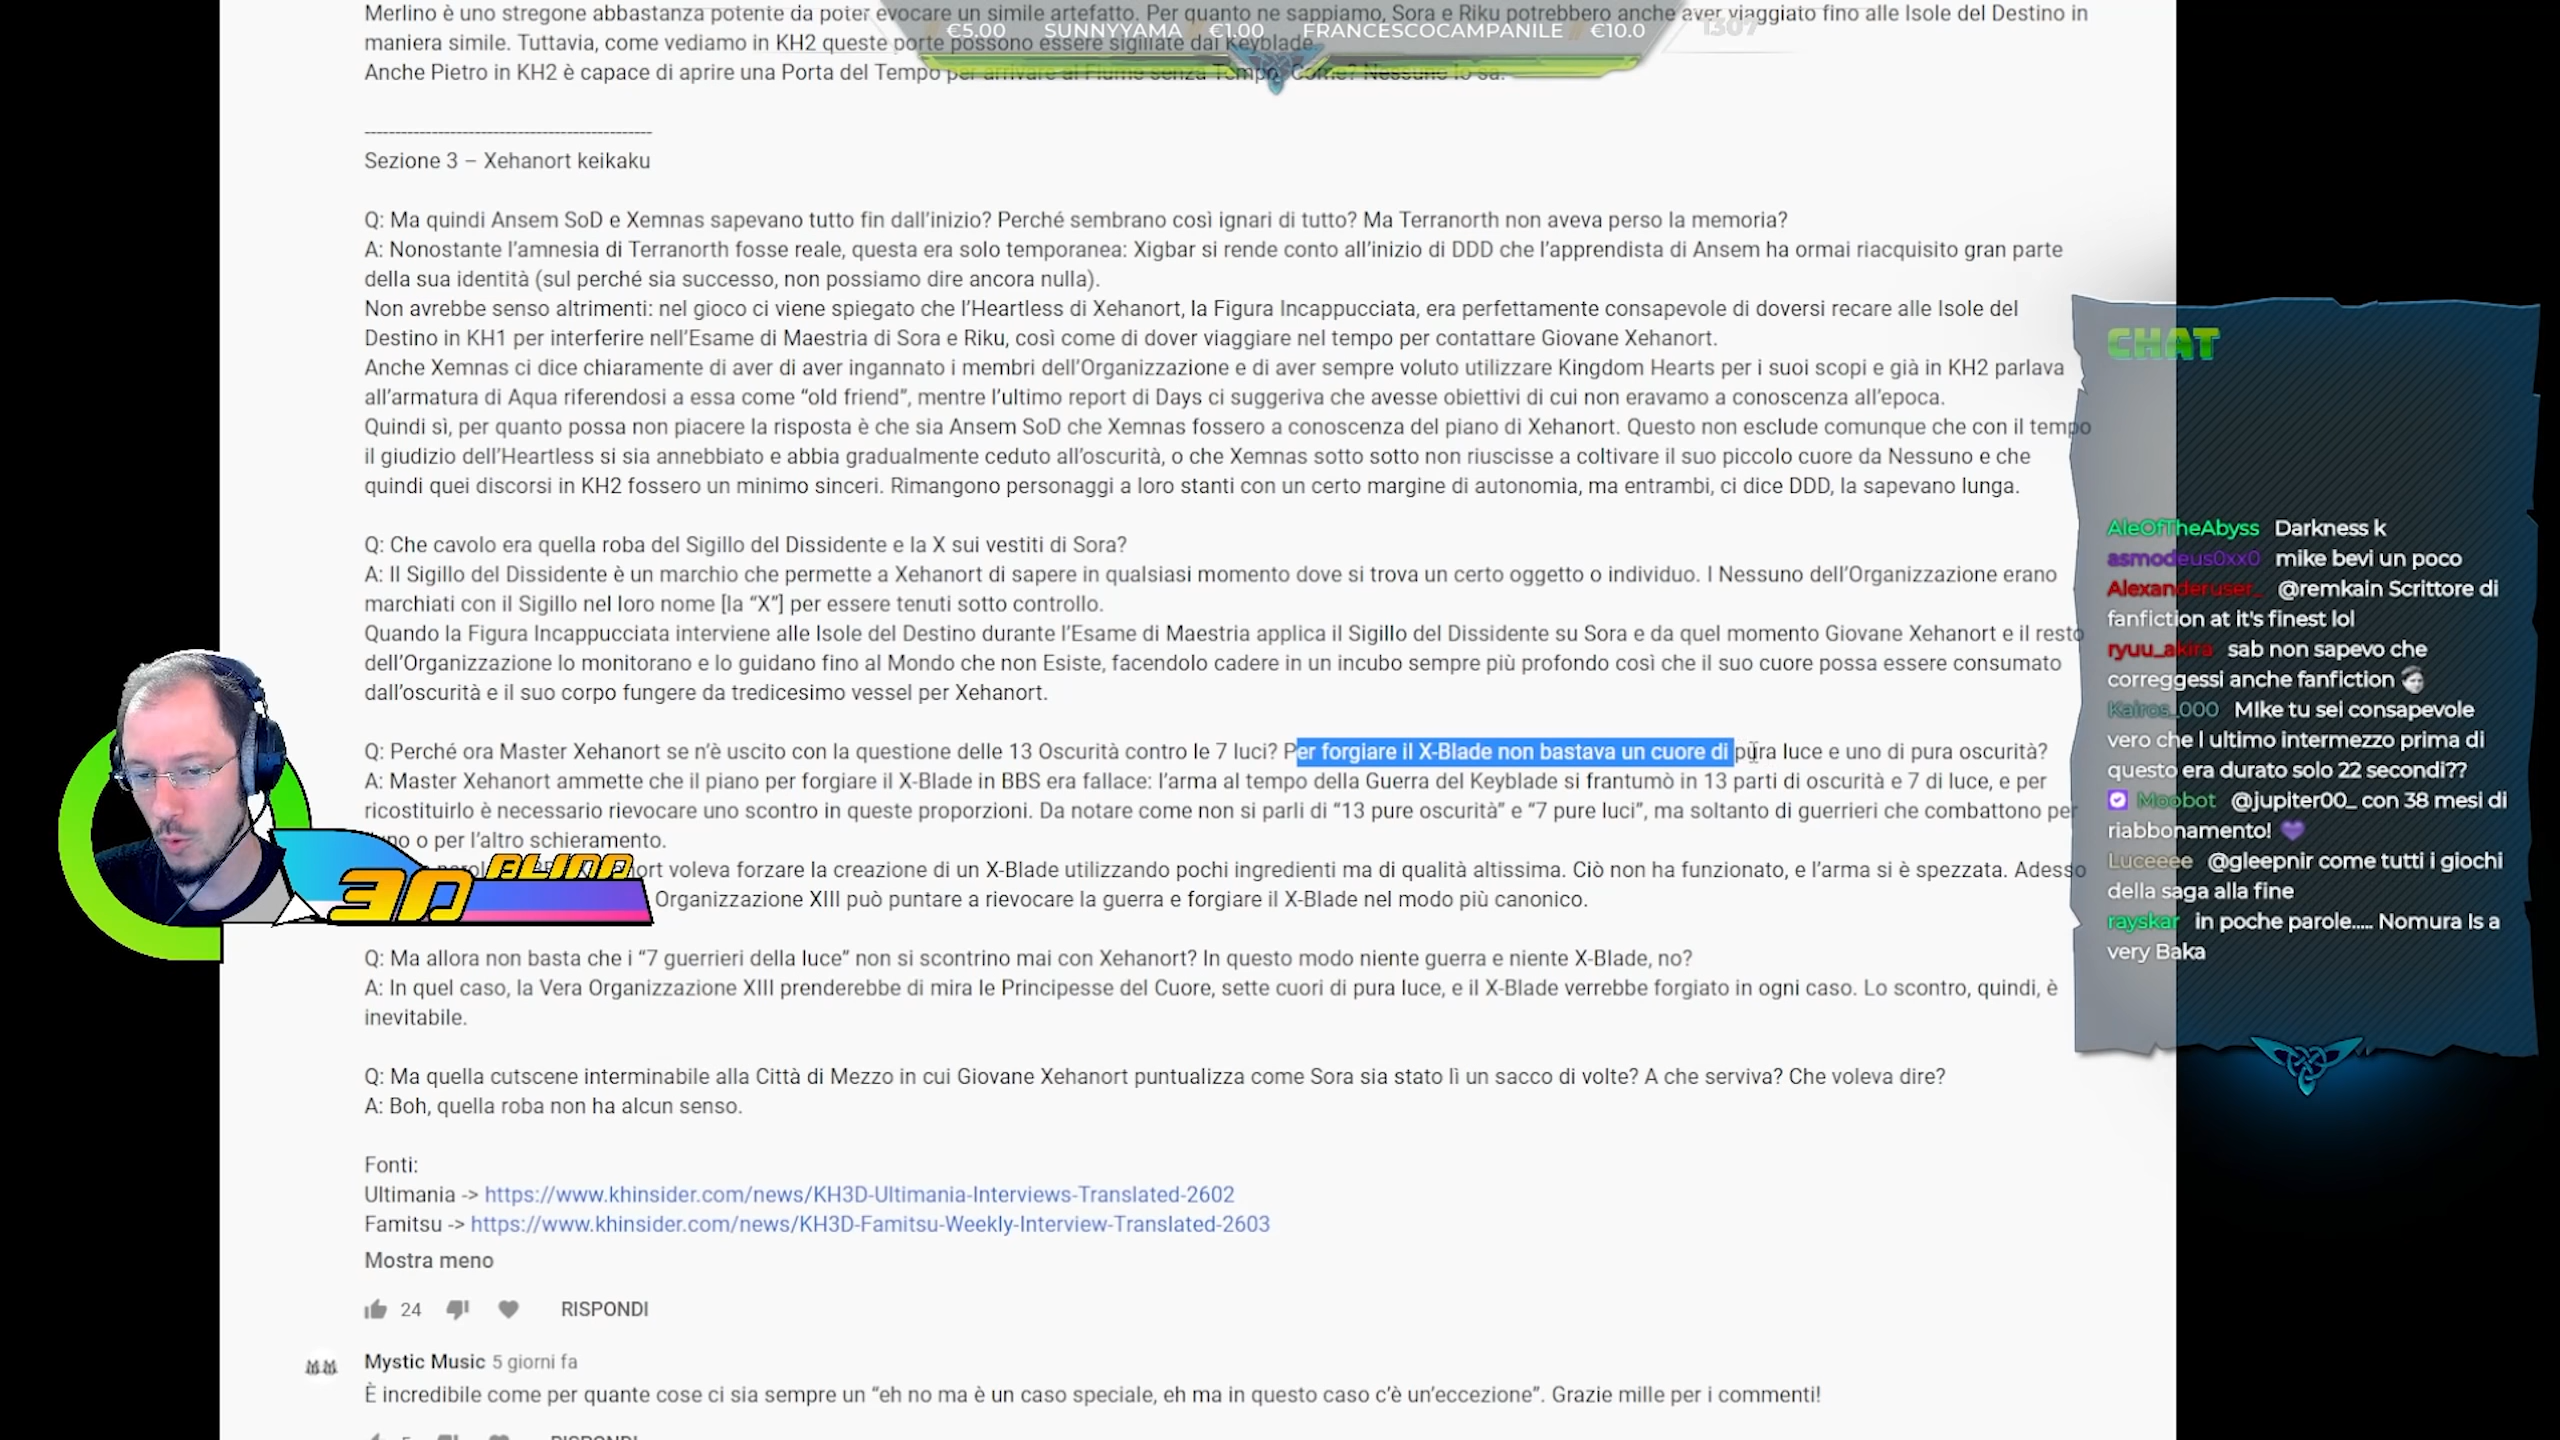 Merlino è uno stregone abbastanza potente da poter evocare un simile artefatto. Per quanto ne sappiamo, Sora e Riku potrebbero anche aver viaggiato fino alle Isole del Destino in
maniera simile. Tuttavia, come vediamo in KH2 queste porte possono essere sigillate dal Keyblade.
Anche Pietro in KH2 è capace di aprire una Porta del Tempo per arrivare al Fiume senza Tempo. Come? Nessuno lo sa.
€5.00 SUNNYYAMA €1.00 FRANCESCOCAMPANILE €10.0
1307
-----------------------------------------------
Sezione 3 – Xehanort keikaku
Q: Ma quindi Ansem SoD e Xemnas sapevano tutto fin dall'inizio? Perché sembrano così ignari di tutto? Ma Terranorth non aveva perso la memoria?
A: Nonostante l'amnesia di Terranorth fosse reale, questa era solo temporanea: Xigbar si rende conto all'inizio di DDD che l'apprendista di Ansem ha ormai riacquisito gran parte
della sua identità (sul perché sia successo, non possiamo dire ancora nulla).
Non avrebbe senso altrimenti: nel gioco ci viene spiegato che l'Heartless di Xehanort, la Figura Incappucciata, era perfettamente consapevole di doversi recare alle Isole del
Destino in KH1 per interferire nell'Esame di Maestria di Sora e Riku, così come di dover viaggiare nel tempo per contattare Giovane Xehanort.
Anche Xemnas ci dice chiaramente di aver di aver ingannato i membri dell'Organizzazione e di aver sempre voluto utilizzare Kingdom Hearts per i suoi scopi e già in KH2 parlava
all'armatura di Aqua riferendosi a essa come “old friend”, mentre l'ultimo report di Days ci suggeriva che avesse obiettivi di cui non eravamo a conoscenza all'epoca.
Quindi sì, per quanto possa non piacere la risposta è che sia Ansem SoD che Xemnas fossero a conoscenza del piano di Xehanort. Questo non esclude comunque che con il tempo
il giudizio dell'Heartless si sia annebbiato e abbia gradualmente ceduto all'oscurità, o che Xemnas sotto sotto non riuscisse a coltivare il suo piccolo cuore da Nessuno e che
quindi quei discorsi in KH2 fossero un minimo sinceri. Rimangono personaggi a loro stanti con un certo margine di autonomia, ma entrambi, ci dice DDD, la sapevano lunga.
Q: Che cavolo era quella roba del Sigillo del Dissidente e la X sui vestiti di Sora?
A: Il Sigillo del Dissidente è un marchio che permette a Xehanort di sapere in qualsiasi momento dove si trova un certo oggetto o individuo. I Nessuno dell'Organizzazione erano
marchiati con il Sigillo nel loro nome [la “X”] per essere tenuti sotto controllo.
Quando la Figura Incappucciata interviene alle Isole del Destino durante l'Esame di Maestria applica il Sigillo del Dissidente su Sora e da quel momento Giovane Xehanort e il resto
dell'Organizzazione lo monitorano e lo guidano fino al Mondo che non Esiste, facendolo cadere in un incubo sempre più profondo così che il suo cuore possa essere consumato
dall'oscurità e il suo corpo fungere da tredicesimo vessel per Xehanort.
Q: Perché ora Master Xehanort se n'è uscito con la questione delle 13 Oscurità contro le 7 luci? Per forgiare il X-Blade non bastava un cuore di pura luce e uno di pura oscurità?
A: Master Xehanort ammette che il piano per forgiare il X-Blade in BBS era fallace: l'arma al tempo della Guerra del Keyblade si frantumò in 13 parti di oscurità e 7 di luce, e per
ricostituirlo è necessario rievocare uno scontro in queste proporzioni. Da notare come non si parli di “13 pure oscurità” e “7 pure luci”, ma soltanto di guerrieri che combattono per
o per l'altro schieramento.
voleva forzare la creazione di un X-Blade utilizzando pochi ingredienti ma di qualità altissima. Ciò non ha funzionato, e l'arma si è spezzata. Adesso
Organizzazione XIII può puntare a rievocare la guerra e forgiare il X-Blade nel modo più canonico.
Q: Ma allora non basta che i “7 guerrieri della luce” non si scontrino mai con Xehanort? In questo modo niente guerra e niente X-Blade, no?
A: In quel caso, la Vera Organizzazione XIII prenderebbe di mira le Principesse del Cuore, sette cuori di pura luce, e il X-Blade verrebbe forgiato in ogni caso. Lo scontro, quindi, è
inevitabile.
Q: Ma quella cutscene interminabile alla Città di Mezzo in cui Giovane Xehanort puntualizza come Sora sia stato lì un sacco di volte? A che serviva? Che voleva dire?
A: Boh, quella roba non ha alcun senso.
Fonti:
Ultimania -> https://www.khinsider.com/news/KH3D-Ultimania-Interviews-Translated-2602
Famitsu -> https://www.khinsider.com/news/KH3D-Famitsu-Weekly-Interview-Translated-2603
Mostra meno
24 RISPONDI
Mystic Music 5 giorni fa
È incredibile come per quante cose ci sia sempre un “eh no ma è un caso speciale, eh ma in questo caso c'è un'eccezione”. Grazie mille per i commenti!
5 RISPONDI
BLIND
3D
CHAT
AleOfTheAbyss Darkness k
asmodeus0xx0 mike bevi un poco
Alexanderuser_ @remkain Scrittore di
fanfiction at it's finest lol
ryuu_akira sab non sapevo che
correggessi anche fanfiction
Kairos_000 MIke tu sei consapevole
vero che l ultimo intermezzo prima di
questo era durato solo 22 secondi??
Moobot @jupiter00_ con 38 mesi di
riabbonamento! 💜
Luceeee @gleepnir come tutti i giochi
della saga alla fine
rayskar in poche parole..... Nomura Is a
very Baka